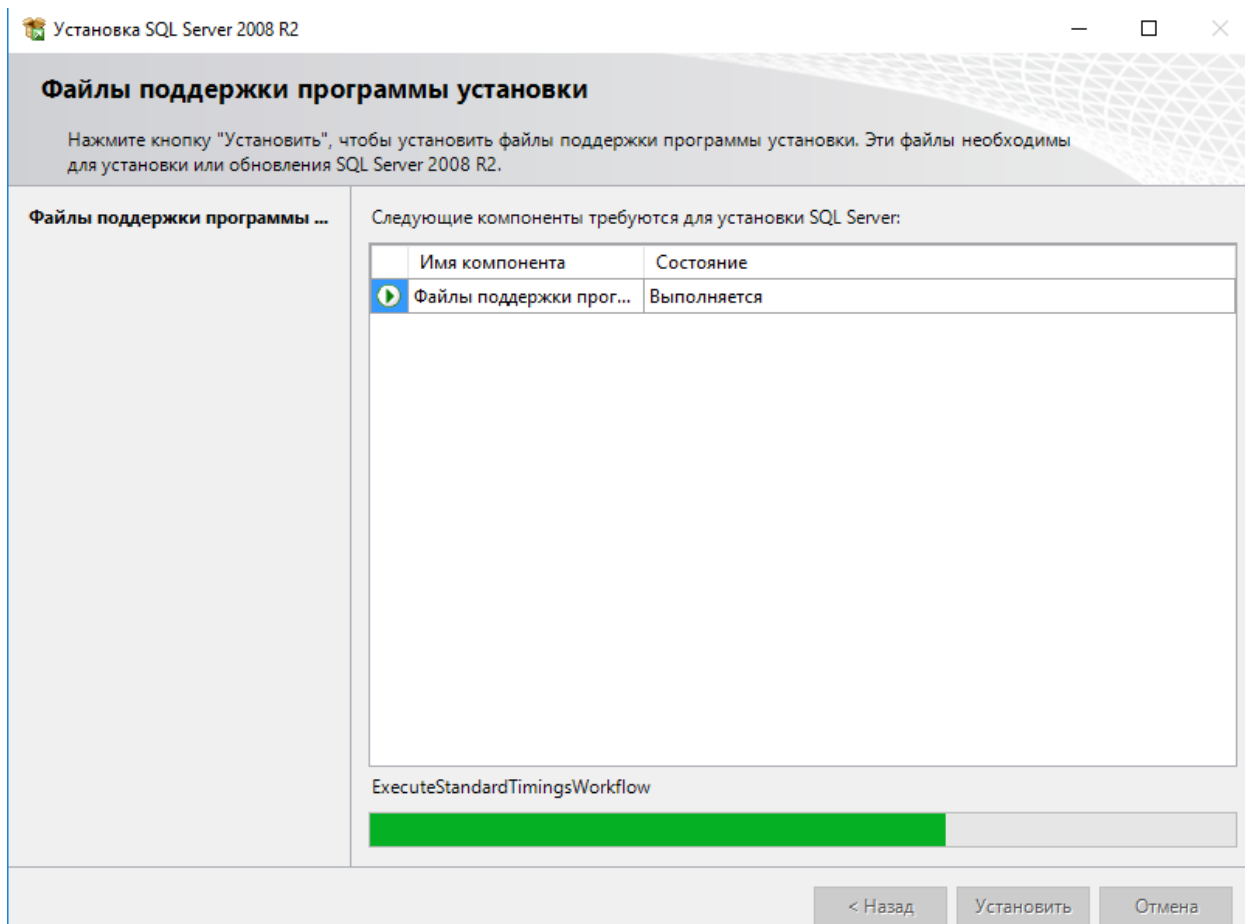 Установка SQL Server 2008 R2
Файлы поддержки программы установки
Нажмите кнопку "Установить", чтобы установить файлы поддержки программы установки. Эти файлы необходимы
для установки или обновления SQL Server 2008 R2.
Файлы поддержки программы ...
Следующие компоненты требуются для установки SQL Server:
Имя компонента Состояние
Файлы поддержки прог... Выполняется
ExecuteStandardTimingsWorkflow
< Назад Установить Отмена